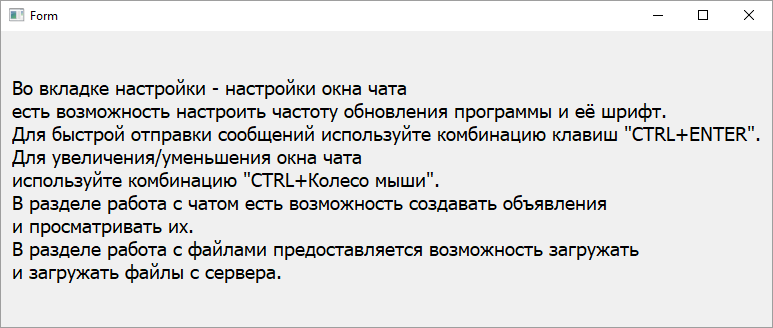 Form
Во вкладке настройки - настройки окна чата
есть возможность настроить частоту обновления программы и её шрифт.
Для быстрой отправки сообщений используйте комбинацию клавиш "CTRL+ENTER".
Для увеличения/уменьшения окна чата
используйте комбинацию "CTRL+Колесо мыши".
В разделе работа с чатом есть возможность создавать объявления
и просматривать их.
В разделе работа с файлами предоставляется возможность загружать
и загружать файлы с сервера.